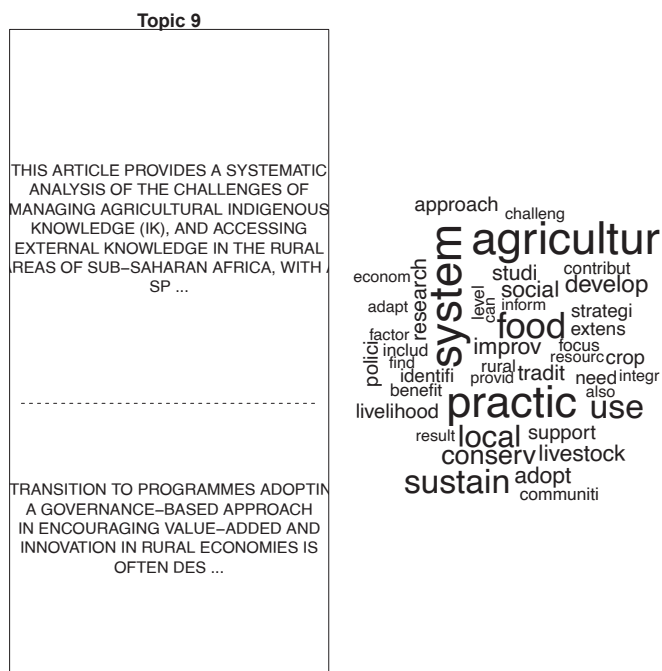 Topic 9
THIS ARTICLE PROVIDES A SYSTEMATIC
ANALYSIS OF THE CHALLENGES OF
MANAGING AGRICULTURAL INDIGENOUS
KNOWLEDGE (IK), AND ACCESSING
EXTERNAL KNOWLEDGE IN THE RURAL
AREAS OF SUB−SAHARAN AFRICA, WITH A
SP ...
TRANSITION TO PROGRAMMES ADOPTIN
A GOVERNANCE−BASED APPROACH
IN ENCOURAGING VALUE−ADDED AND
INNOVATION IN RURAL ECONOMIES IS
OFTEN DES ...
approach
challeng
agricultur
system
research
econom
studi
contribut
social
develop
adapt
level
can
inform
strategi
food
extens
factor
includ
find
polici
improv
focus
resourc
crop
identifi
rural
provid
tradit
need
integr
benefit
also
livelihood
practic
use
result
local
support
conserv
livestock
sustain
adopt
communiti